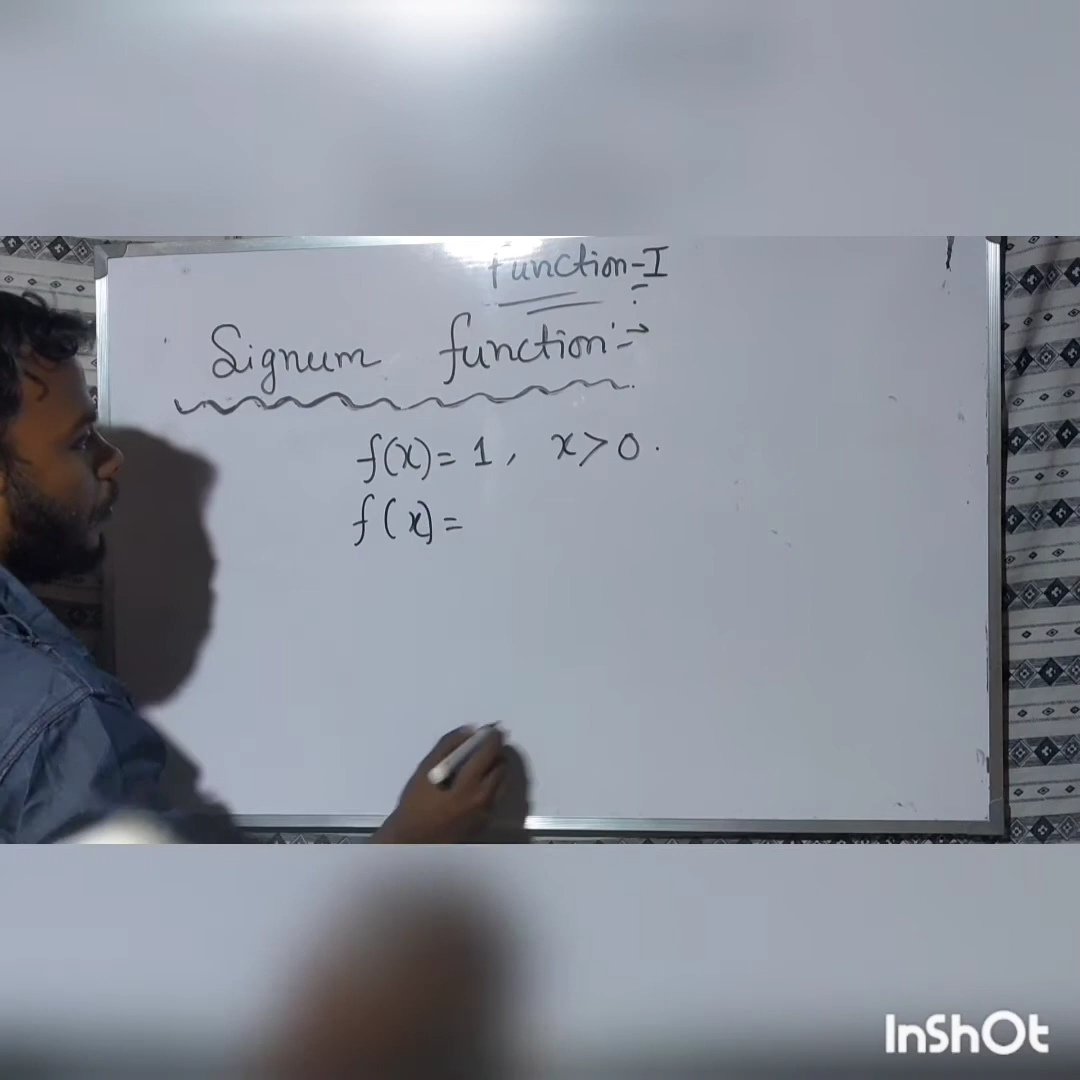 Function-I
Signum function:→
f(x) = 1, x > 0.
f(x) =
InShOt